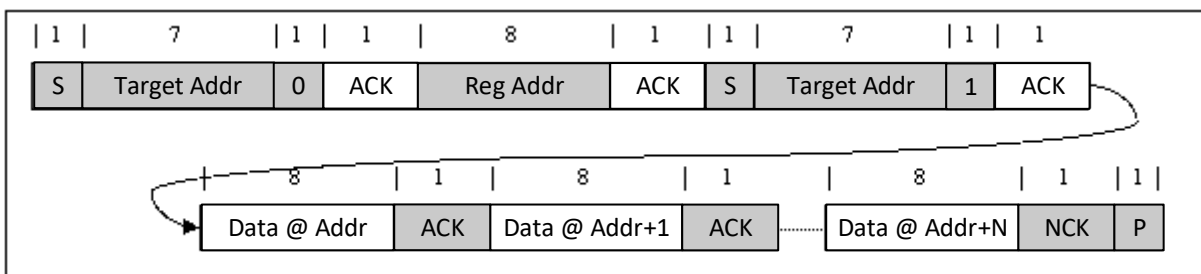 | 1 | 7 | 1 | 1 | 8 | 1 | 1 | 7 | 1 | 1
S Target Addr 0 ACK Reg Addr ACK S Target Addr 1 ACK
8 | 1 | 8 | 1 | 8 | 1 | 1 |
Data @ Addr ACK Data @ Addr+1 ACK Data @ Addr+N NCK P